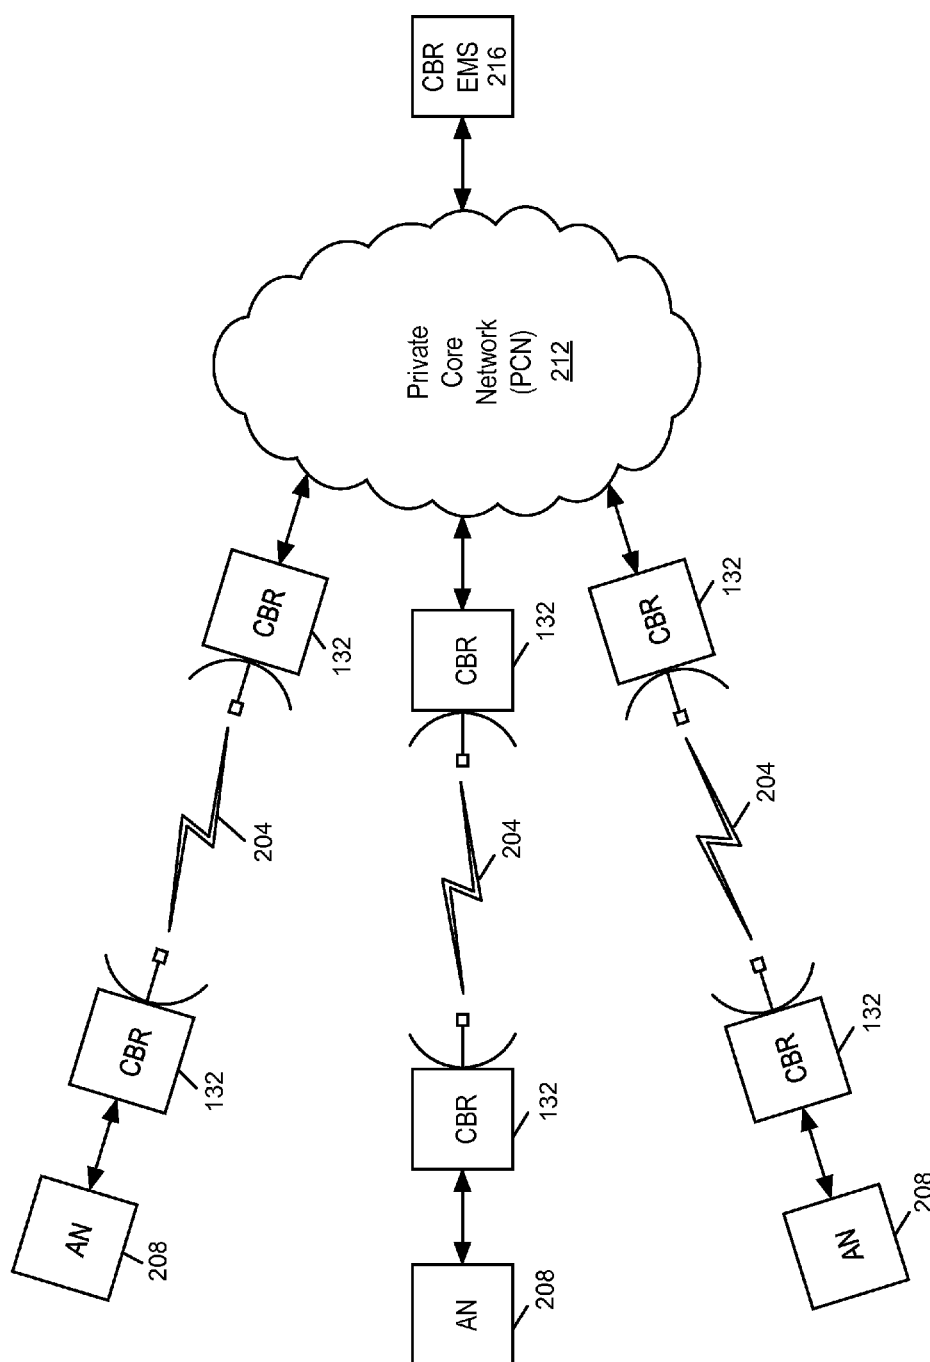 CBR
EMS
216
Private
Core
Network
(PCN)
212
CBR
132
CBR
132
CBR
132
204
204
204
CBR
132
CBR
132
CBR
132
AN
208
AN
208
AN
208